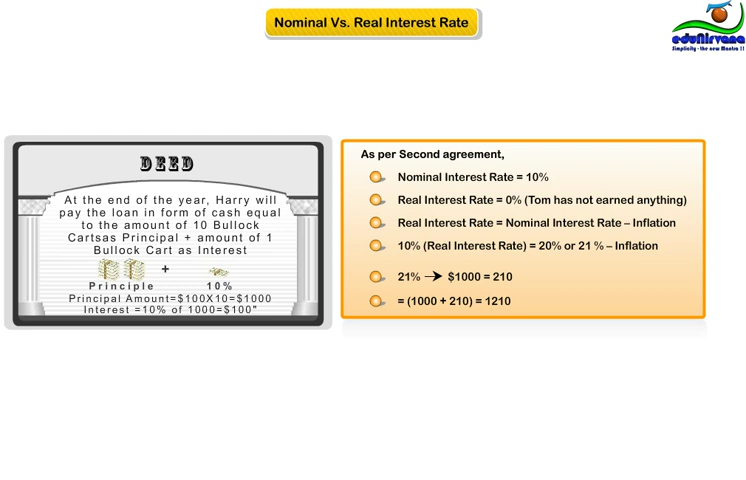 Nominal Vs. Real Interest Rate
eduNirvana
Simplicity - the new Mantra !!
DEED
At the end of the year, Harry will
pay the loan in form of cash equal
to the amount of 10 Bullock
Cartsas Principal + amount of 1
Bullock Cart as Interest
+
Principle 10%
Principal Amount=$100X10=$1000
Interest =10% of 1000=$100"
As per Second agreement,
Nominal Interest Rate = 10%
Real Interest Rate = 0% (Tom has not earned anything)
Real Interest Rate = Nominal Interest Rate – Inflation
10% (Real Interest Rate) = 20% or 21 % – Inflation
21% → $1000 = 210
= (1000 + 210) = 1210